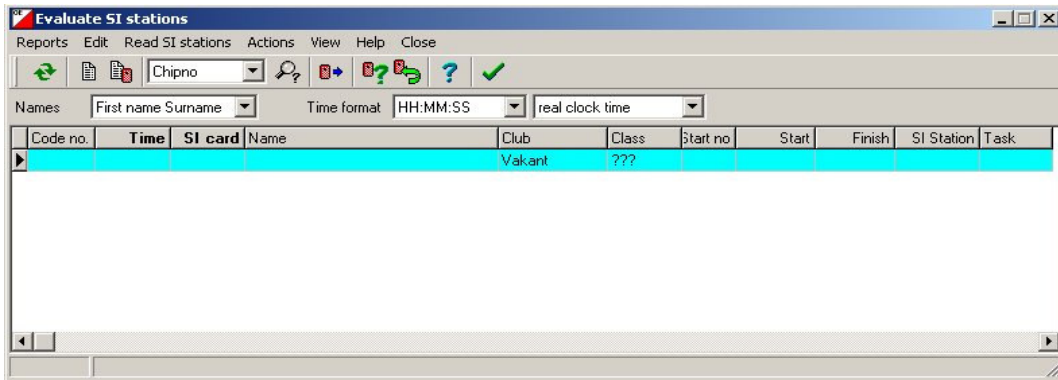 OE Evaluate SI stations
Reports Edit Read SI stations Actions View Help Close
Chipno
Names First name Surname Time format HH:MM:SS real clock time
Code no. Time SI card Name Club Class Start no Start Finish SI Station Task
Vakant ???